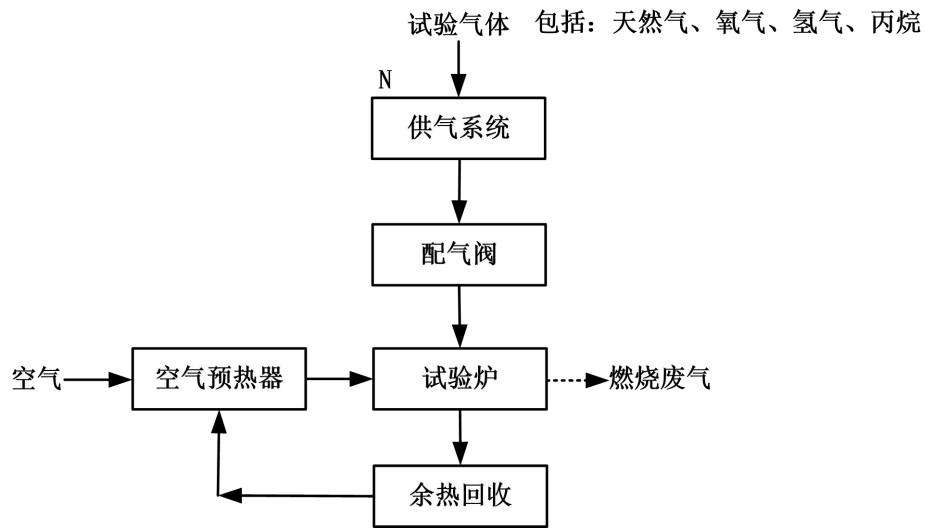 试验气体 包括：天然气、氧气、氢气、丙烷
N
供气系统
配气阀
空气 空气预热器 试验炉 燃烧废气
余热回收